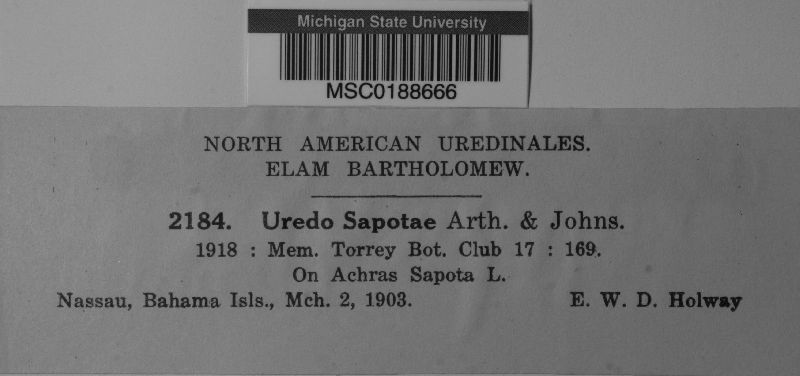 Michigan State University
MSC0188666
NORTH AMERICAN UREDINALES.
ELAM BARTHOLOMEW.
2184. Uredo Sapotae Arth. & Johns.
1918 : Mem. Torrey Bot. Club 17 : 169.
On Achras Sapota L.
Nassau, Bahama Isls., Mch. 2, 1903. E. W. D. Holway